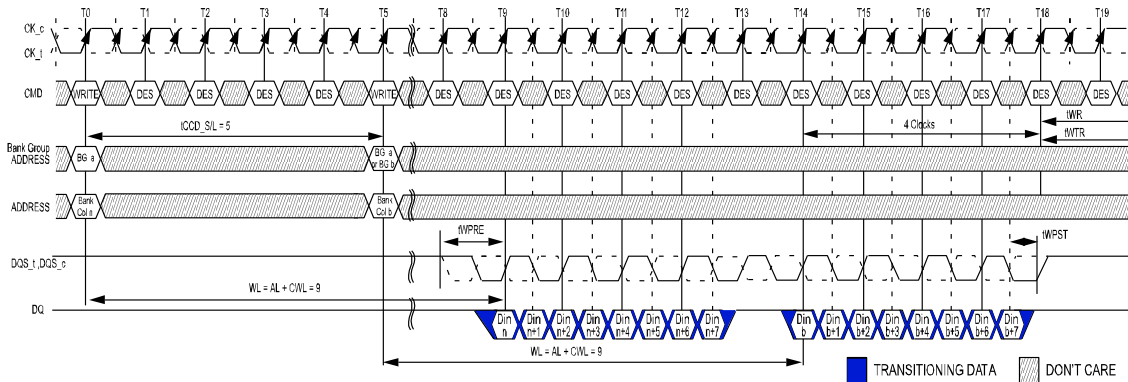 T0 T1 T2 T3 T4 T5 T8 T9 T10 T11 T12 T13 T14 T15 T16 T17 T18 T19
CK_c
CK_t
CMD WRITE DES DES DES DES WRITE DES DES DES DES DES DES DES DES DES DES DES DES
tCCD_S/L = 5
4 Clocks
tWR
tWTR
Bank Group
ADDRESS
BG a
BG a
or BG b
ADDRESS
Bank
Col n
Bank
Col b
tWPRE
tWPST
DQS_t,DQS_c
WL = AL + CWL = 9
DQ
Din n Din n+1 Din n+2 Din n+3 Din n+4 Din n+5 Din n+6 Din n+7 Din b Din b+1 Din b+2 Din b+3 Din b+4 Din b+5 Din b+6 Din b+7
WL = AL + CWL = 9
TRANSITIONING DATA DON'T CARE